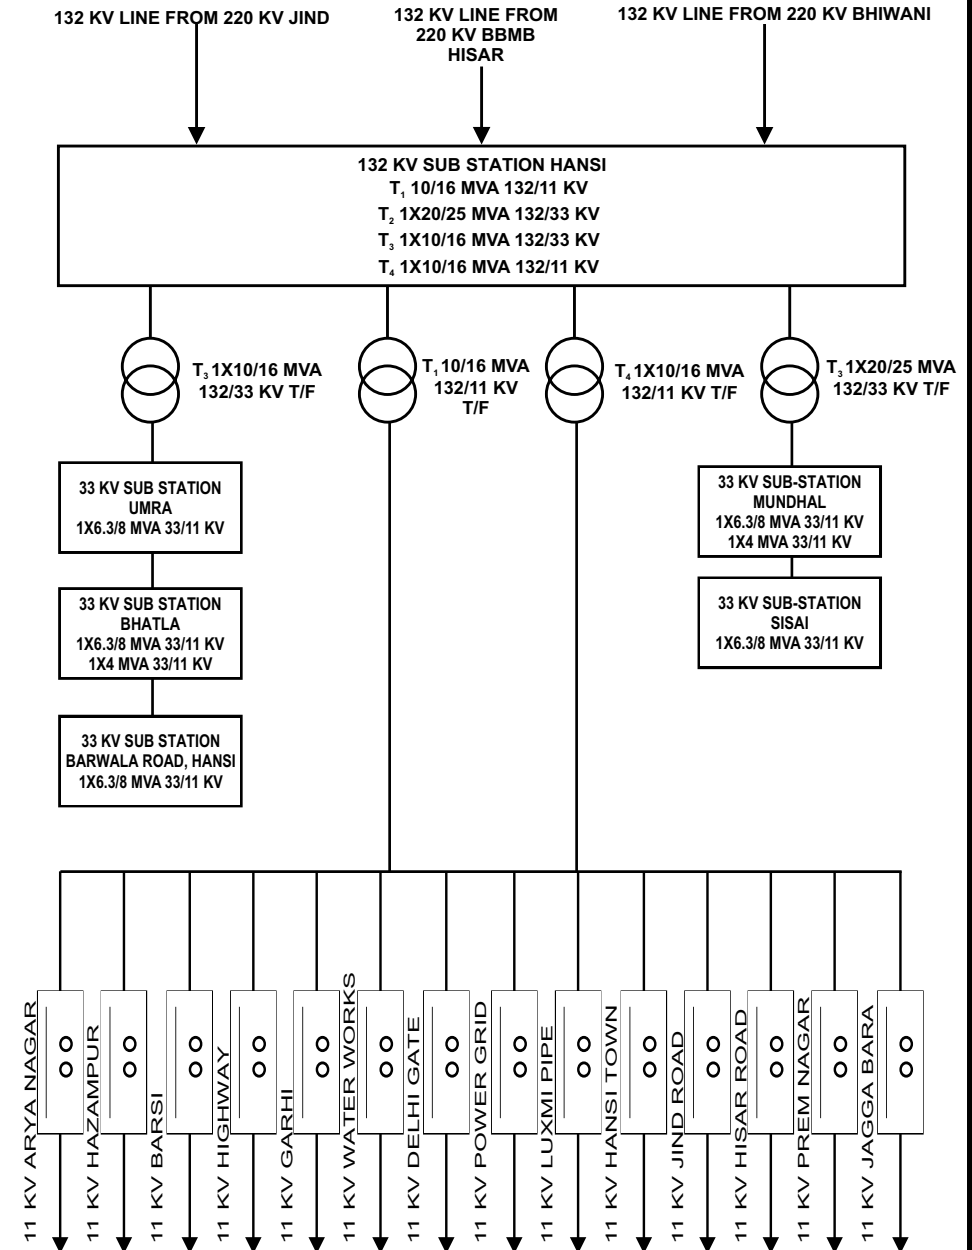 132 KV LINE FROM 220 KV JIND
132 KV LINE FROM
220 KV BBMB
HISAR
132 KV LINE FROM 220 KV BHIWANI
132 KV SUB STATION HANSI
T₁ 10/16 MVA 132/11 KV
T₂ 1X20/25 MVA 132/33 KV
T₃ 1X10/16 MVA 132/33 KV
T₄ 1X10/16 MVA 132/11 KV
T₃ 1X10/16 MVA
132/33 KV T/F
T₁ 10/16 MVA
132/11 KV
T/F
T₄ 1X10/16 MVA
132/11 KV T/F
T₃ 1X20/25 MVA
132/33 KV T/F
33 KV SUB STATION
UMRA
1X6.3/8 MVA 33/11 KV
33 KV SUB STATION
BHATLA
1X6.3/8 MVA 33/11 KV
1X4 MVA 33/11 KV
33 KV SUB STATION
BARWALA ROAD, HANSI
1X6.3/8 MVA 33/11 KV
33 KV SUB-STATION
MUNDHAL
1X6.3/8 MVA 33/11 KV
1X4 MVA 33/11 KV
33 KV SUB-STATION
SISAI
1X6.3/8 MVA 33/11 KV
11 KV ARYA NAGAR
11 KV HAZAMPUR
11 KV BARSI
11 KV HIGHWAY
11 KV GARHI
11 KV WATER WORKS
11 KV DELHI GATE
11 KV POWER GRID
11 KV LUXMI PIPE
11 KV HANSI TOWN
11 KV JIND ROAD
11 KV HISAR ROAD
11 KV PREM NAGAR
11 KV JAGGA BARA